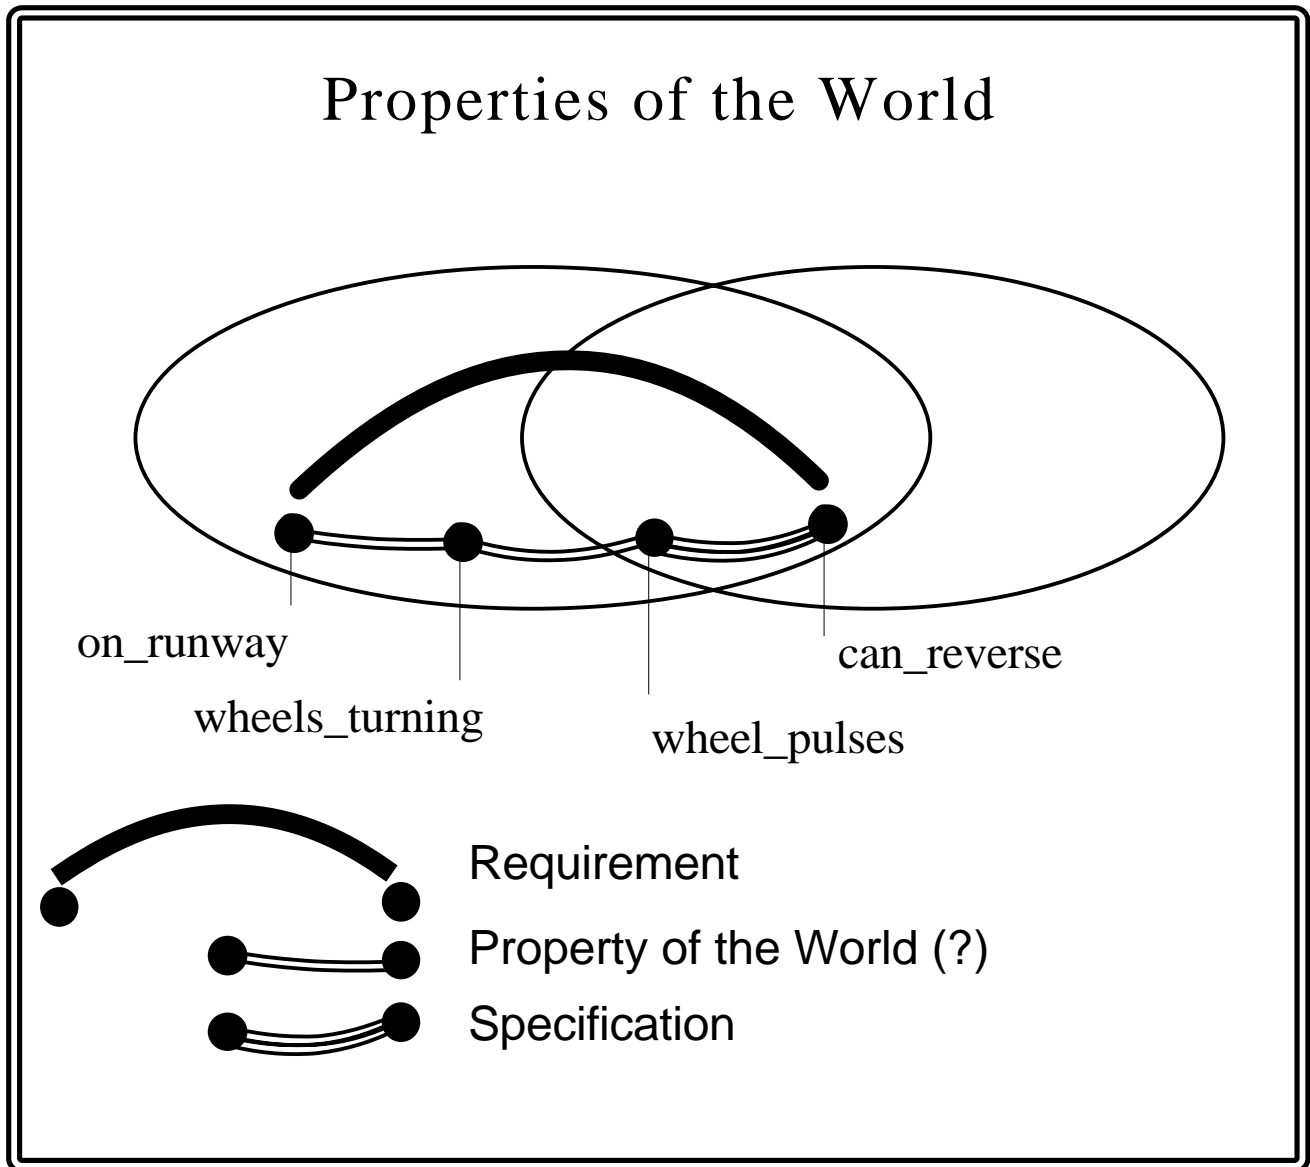 Properties of the World
on_runway
can_reverse
wheels_turning
wheel_pulses
Requirement
Property of the World (?)
Specification